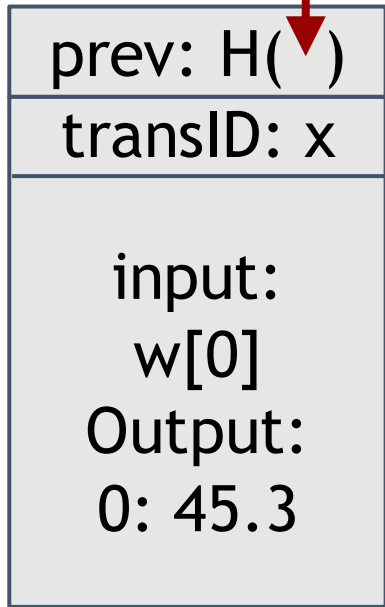 prev: H( )
transID: x
input:
w[0]
Output:
0: 45.3